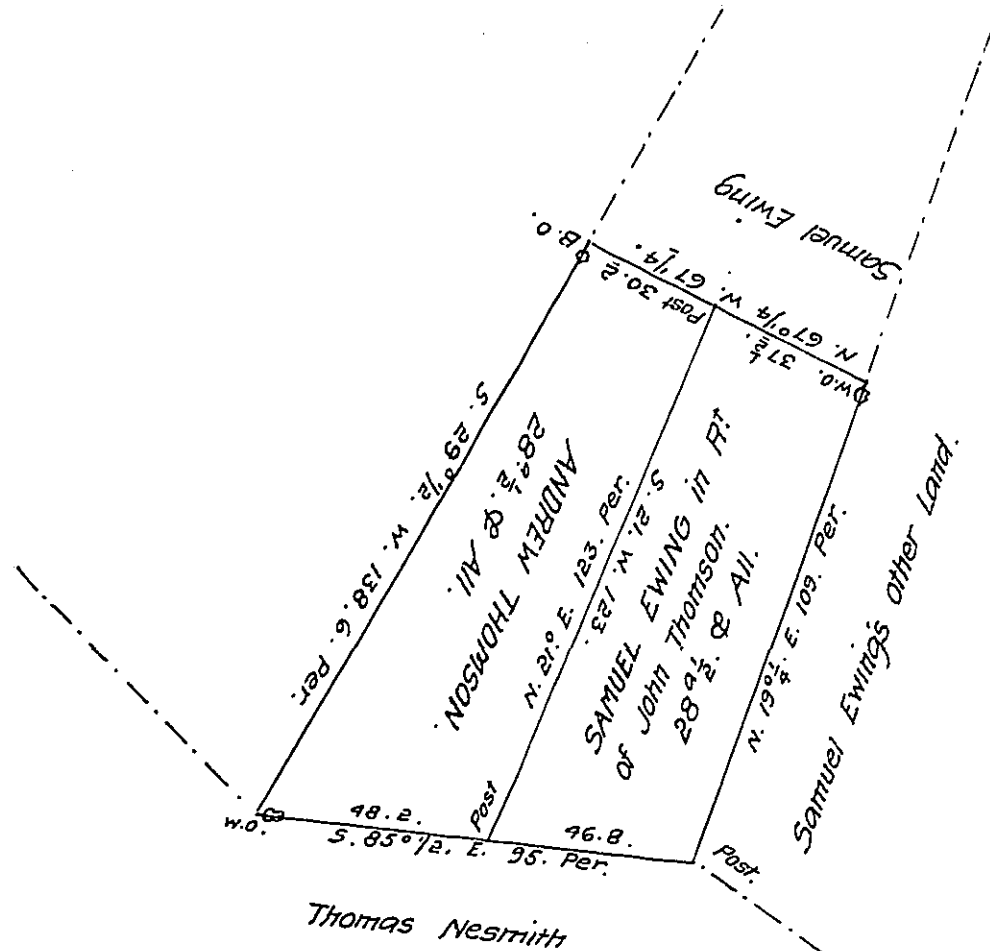 Samuel Ewing
B.O.
Post 30.2
W. 67 1/4.
N. 67° 1/4
37 1/2.
W.O.
S. 29° 1/2. W. 138.6. Per.
ANDREW THOMSON
28 a 1/2. & All.
N. 21.° E. 123. Per.
S. 21. W. 123.
SAMUEL EWING in Rt
of John Thomson.
28 a 1/2. & All.
N. 19° 1/4. E. 109. Per.
Samuel Ewing's other Land.
W.O.
48.2.
Post
46.8.
S. 85° 1/2. E. 95. Per.
Post.
Thomas Nesmith